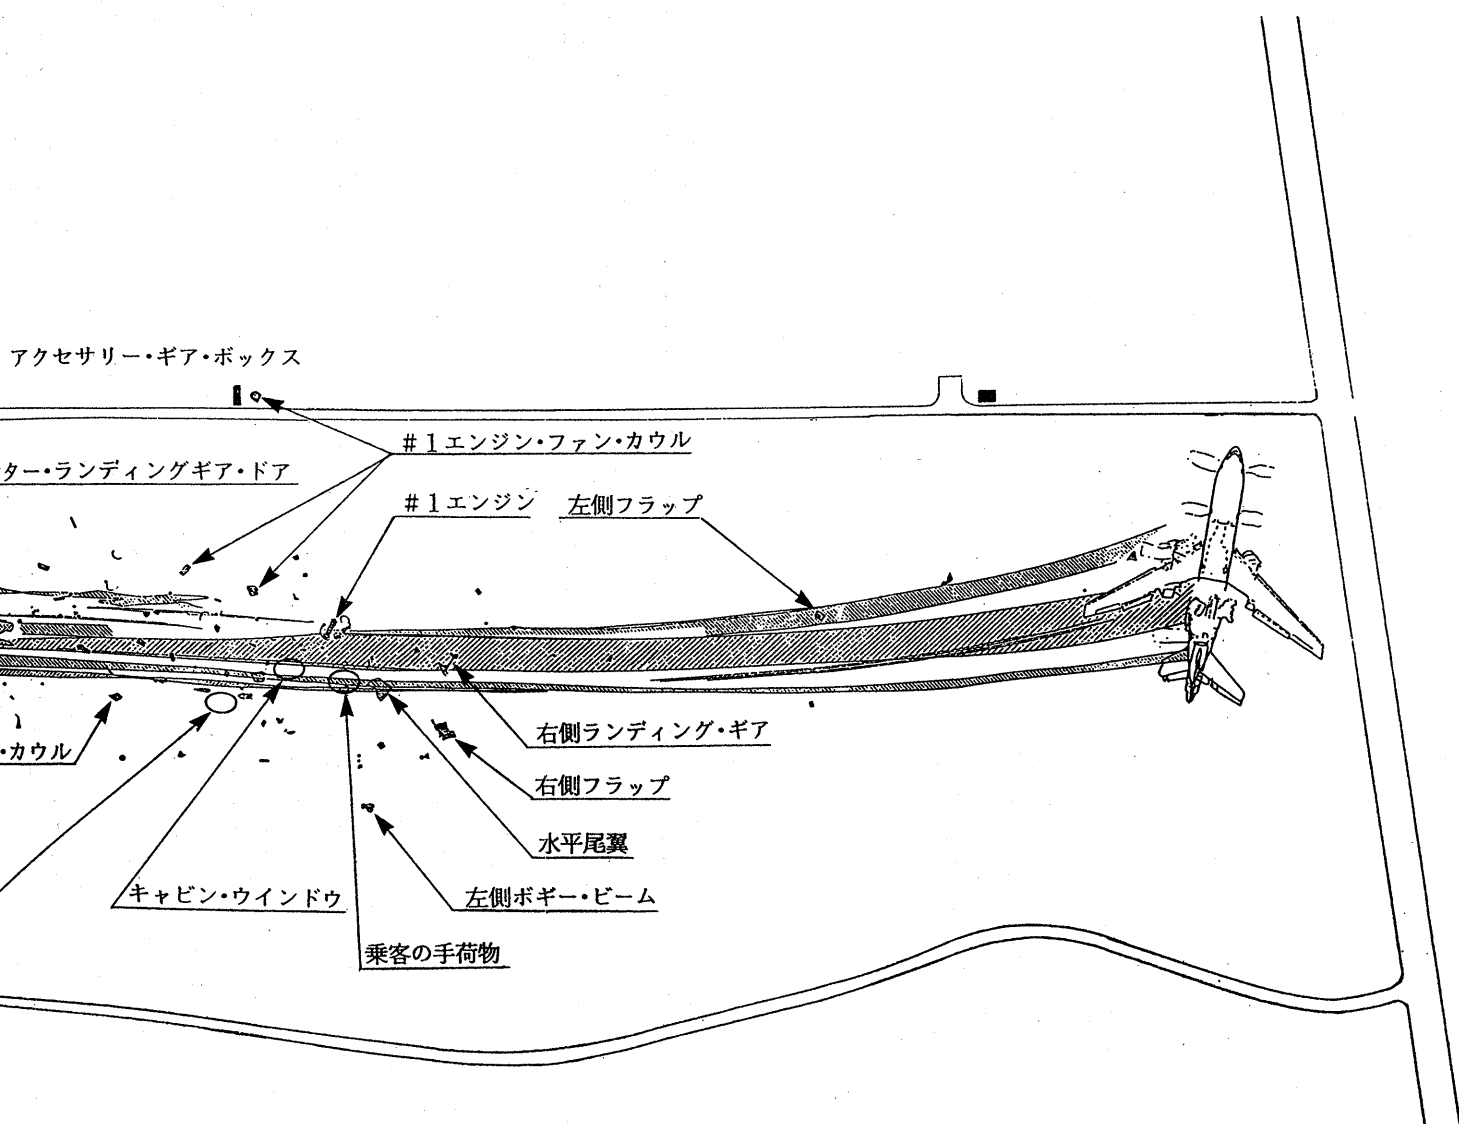 アクセサリー・ギア・ボックス
#1エンジン・ファン・カウル
ター・ランディングギア・ドア
#1エンジン
左側フラップ
右側ランディング・ギア
・カウル
右側フラップ
水平尾翼
キャビン・ウインドウ
左側ボギー・ビーム
乗客の手荷物